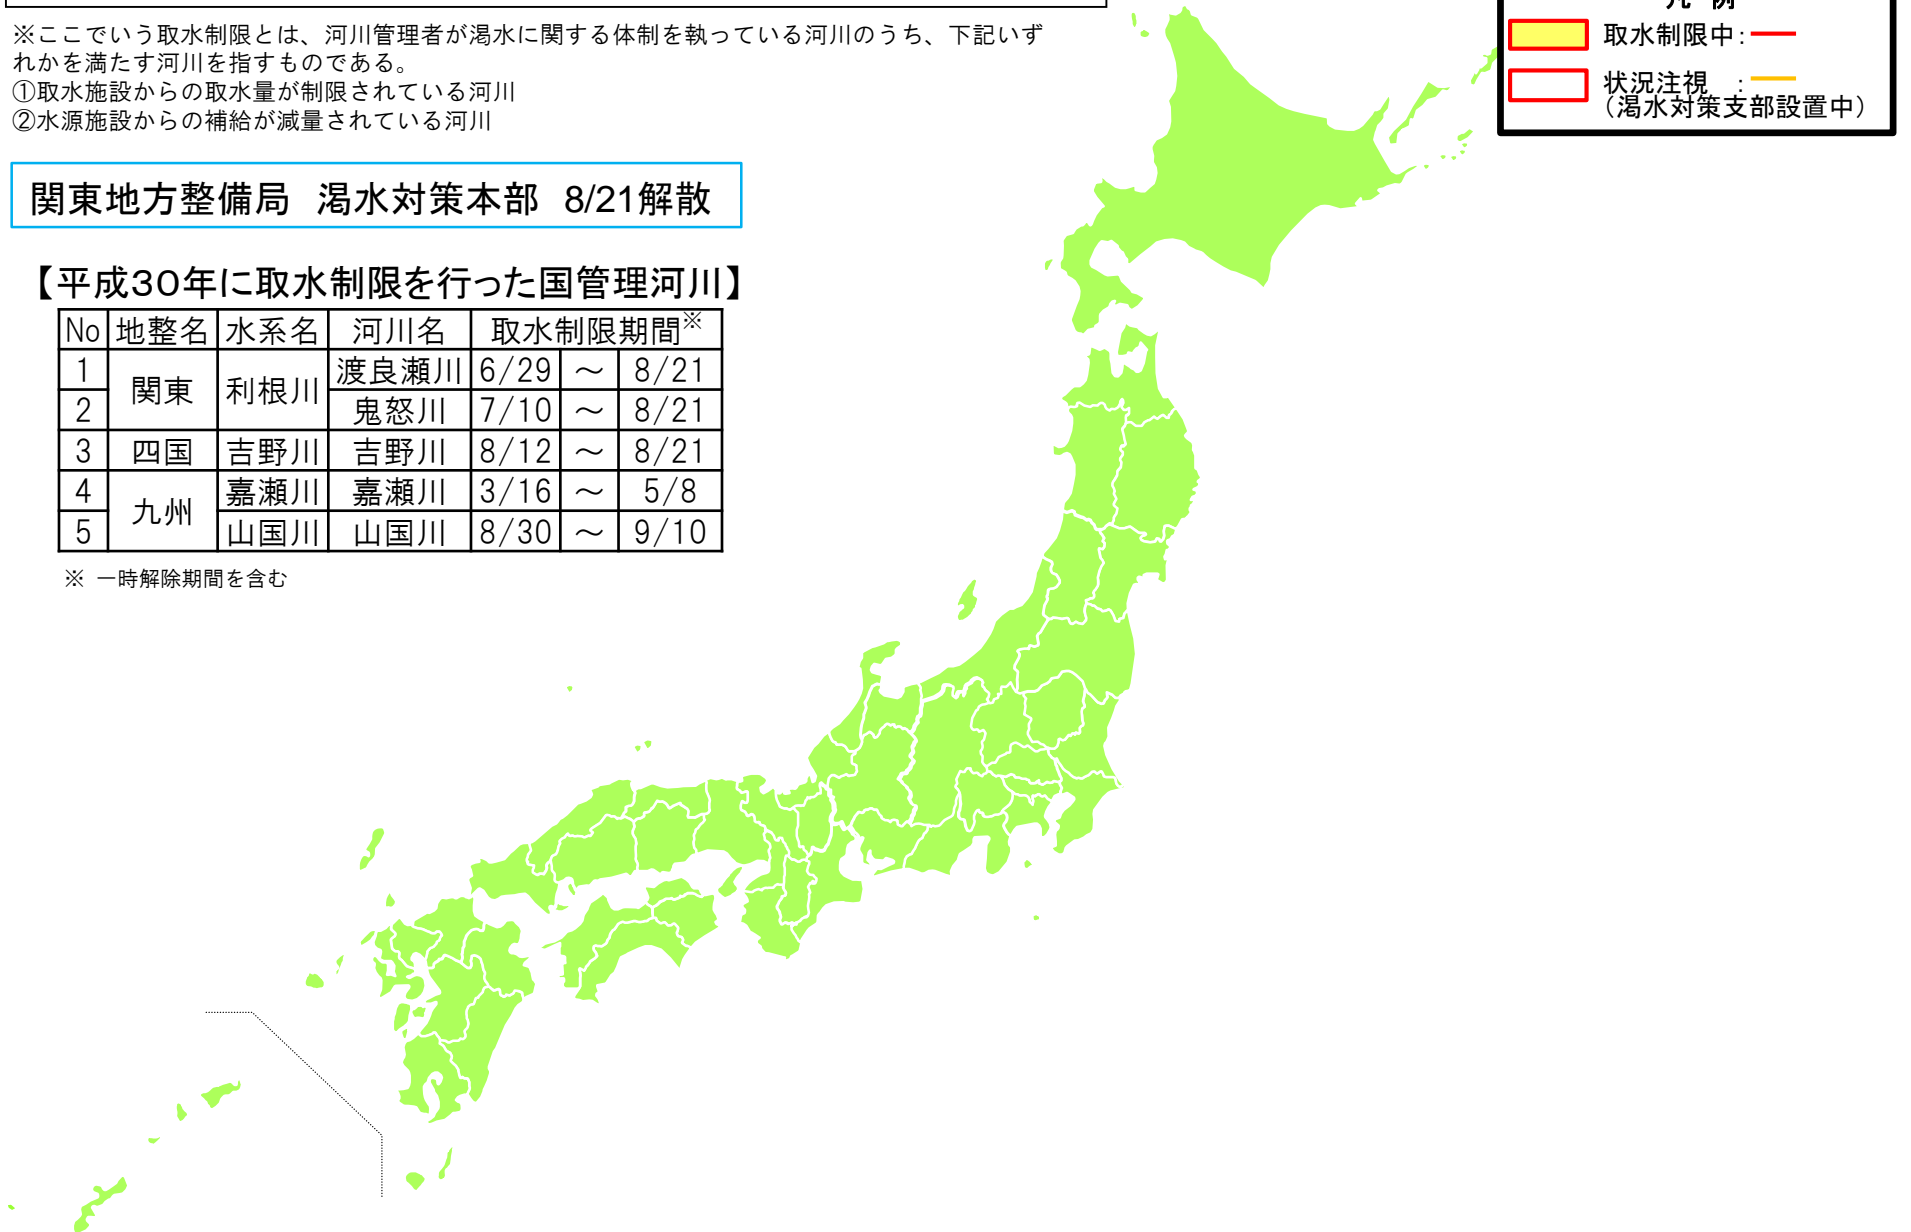 ※ここでいう取水制限とは、河川管理者が渇水に関する体制を執っている河川のうち、下記いず
れかを満たす河川を指すものである。
①取水施設からの取水量が制限されている河川
②水源施設からの補給が減量されている河川
凡 例
取水制限中:
状況注視 :
(渇水対策支部設置中)
関東地方整備局 渇水対策本部 8/21解散
【平成30年に取水制限を行った国管理河川】
No 地整名 水系名 河川名 取水制限期間※
1 関東 利根川 渡良瀬川 6/29 ～ 8/21
2 鬼怒川 7/10 ～ 8/21
3 四国 吉野川 吉野川 8/12 ～ 8/21
4 九州 嘉瀬川 嘉瀬川 3/16 ～ 5/8
5 山国川 山国川 8/30 ～ 9/10
※ 一時解除期間を含む